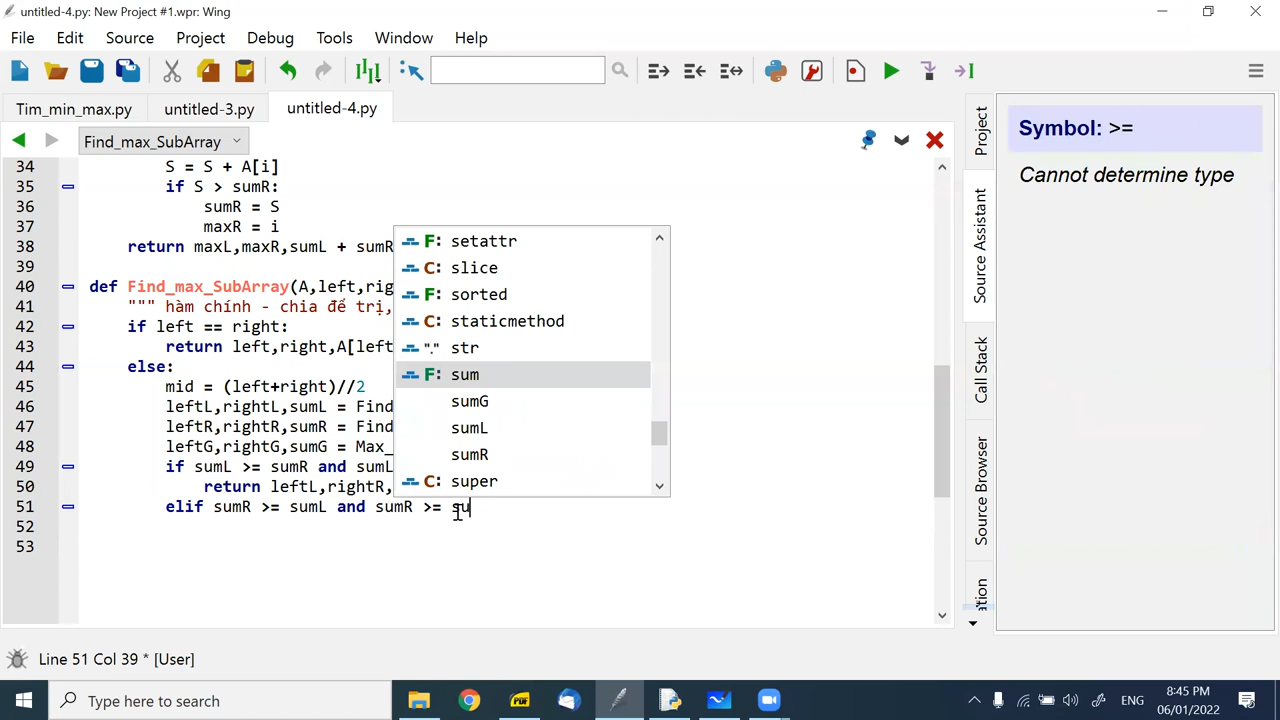 untitled-4.py: New Project #1.wpr: Wing
File Edit Source Project Debug Tools Window Help
Tim_min_max.py untitled-3.py untitled-4.py
Find_max_SubArray
34 S = S + A[i]
35 if S > sumR:
36 sumR = S
37 maxR = i
38 return maxL,maxR,sumL + sumR
39
40 def Find_max_SubArray(A,left,rig
41 """ hàm chính - chia để trị,
42 if left == right:
43 return left,right,A[left
44 else:
45 mid = (left+right)//2
46 leftL,rightL,sumL = Find
47 leftR,rightR,sumR = Find
48 leftG,rightG,sumG = Max_
49 if sumL >= sumR and sumL
50 return leftL,rightR,
51 elif sumR >= sumL and sumR >= su
52
53
F: setattr
C: slice
F: sorted
C: staticmethod
"." str
F: sum
sumG
sumL
sumR
C: super
Project
Source Assistant
Call Stack
Source Browser
ation
Symbol: >=
Cannot determine type
Line 51 Col 39 * [User]
Type here to search
PDF
ENG
8:45 PM
06/01/2022